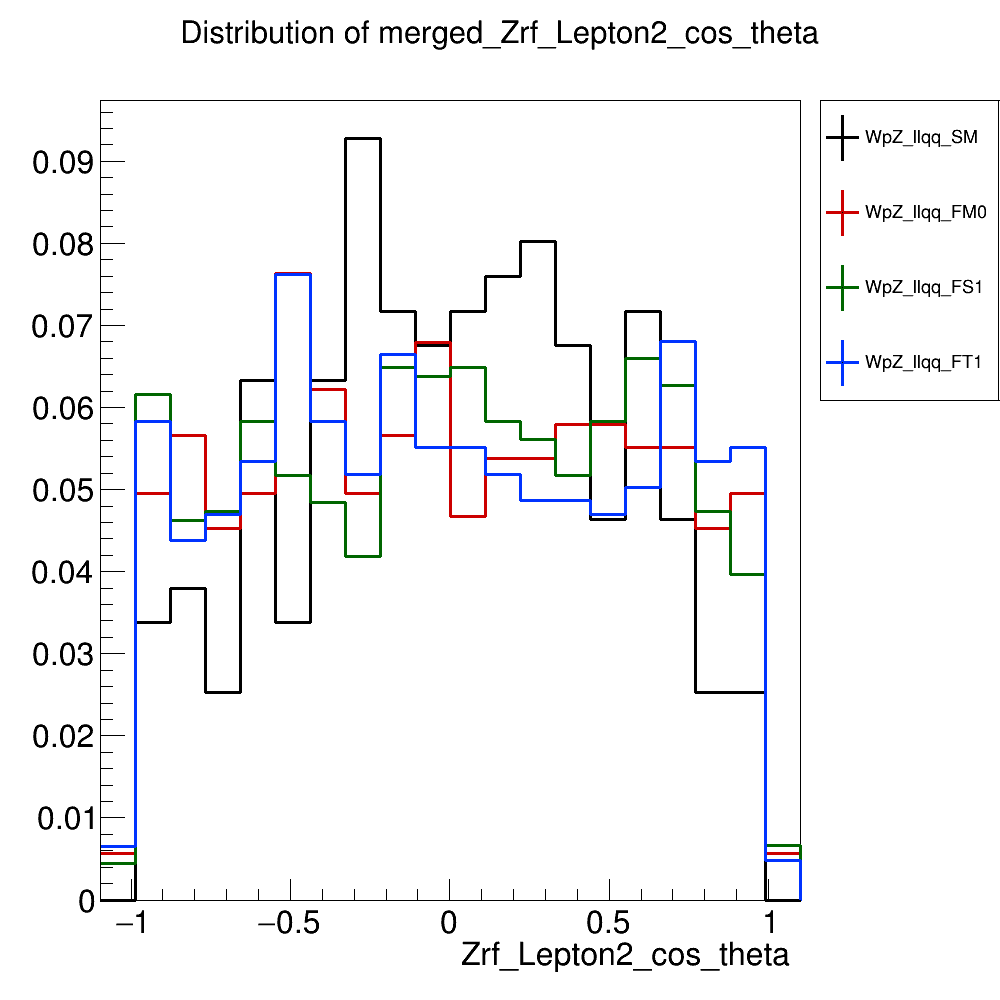 Distribution of merged_Zrf_Lepton2_cos_theta
WpZ_llqq_SM
WpZ_llqq_FM0
WpZ_llqq_FS1
WpZ_llqq_FT1
0.09
0.08
0.07
0.06
0.05
0.04
0.03
0.02
0.01
0
−1 −0.5 0 0.5 1
Zrf_Lepton2_cos_theta